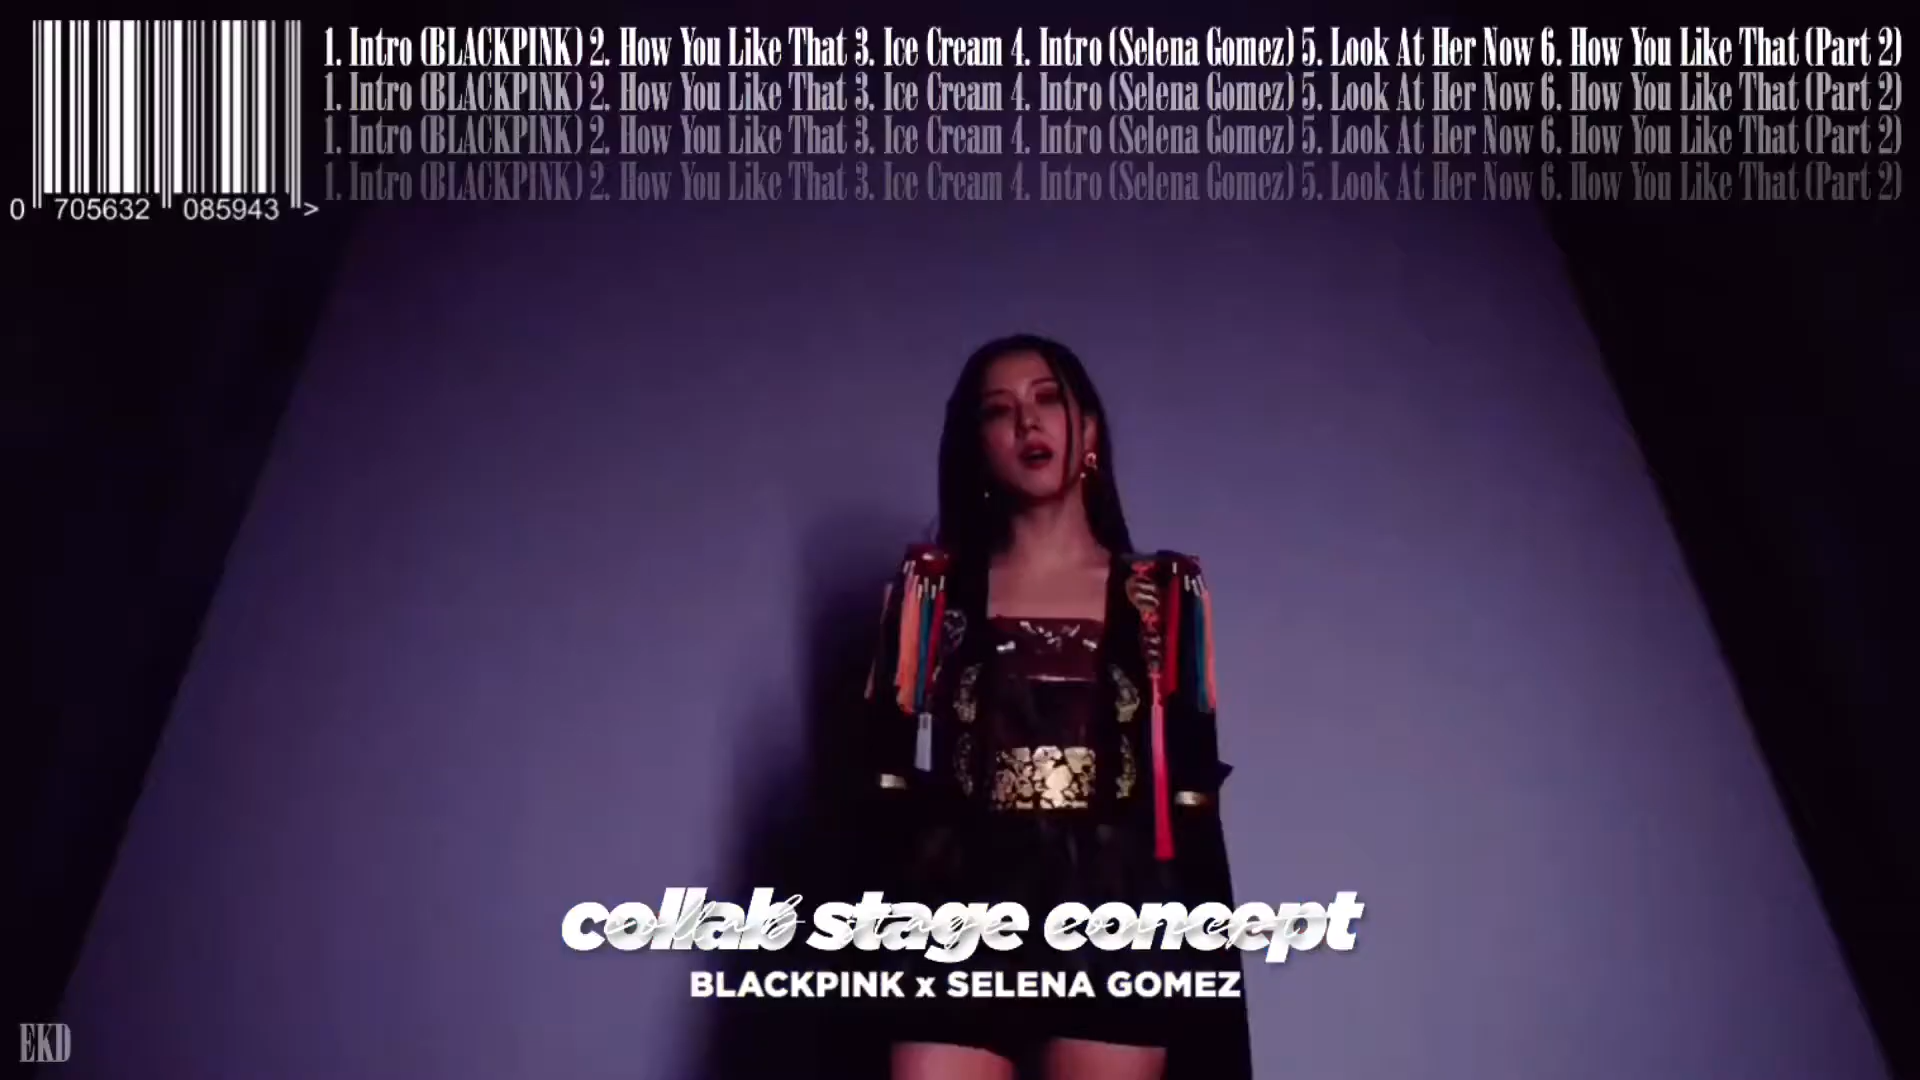 1. Intro (BLACKPINK) 2. How You Like That 3. Ice Cream 4. Intro (Selena Gomez) 5. Look At Her Now 6. How You Like That (Part 2)
1. Intro (BLACKPINK) 2. How You Like That 3. Ice Cream 4. Intro (Selena Gomez) 5. Look At Her Now 6. How You Like That (Part 2)
1. Intro (BLACKPINK) 2. How You Like That 3. Ice Cream 4. Intro (Selena Gomez) 5. Look At Her Now 6. How You Like That (Part 2)
1. Intro (BLACKPINK) 2. How You Like That 3. Ice Cream 4. Intro (Selena Gomez) 5. Look At Her Now 6. How You Like That (Part 2)
0 705632 085943 >
collab stage concept
collab stage concept
BLACKPINK x SELENA GOMEZ
EKD